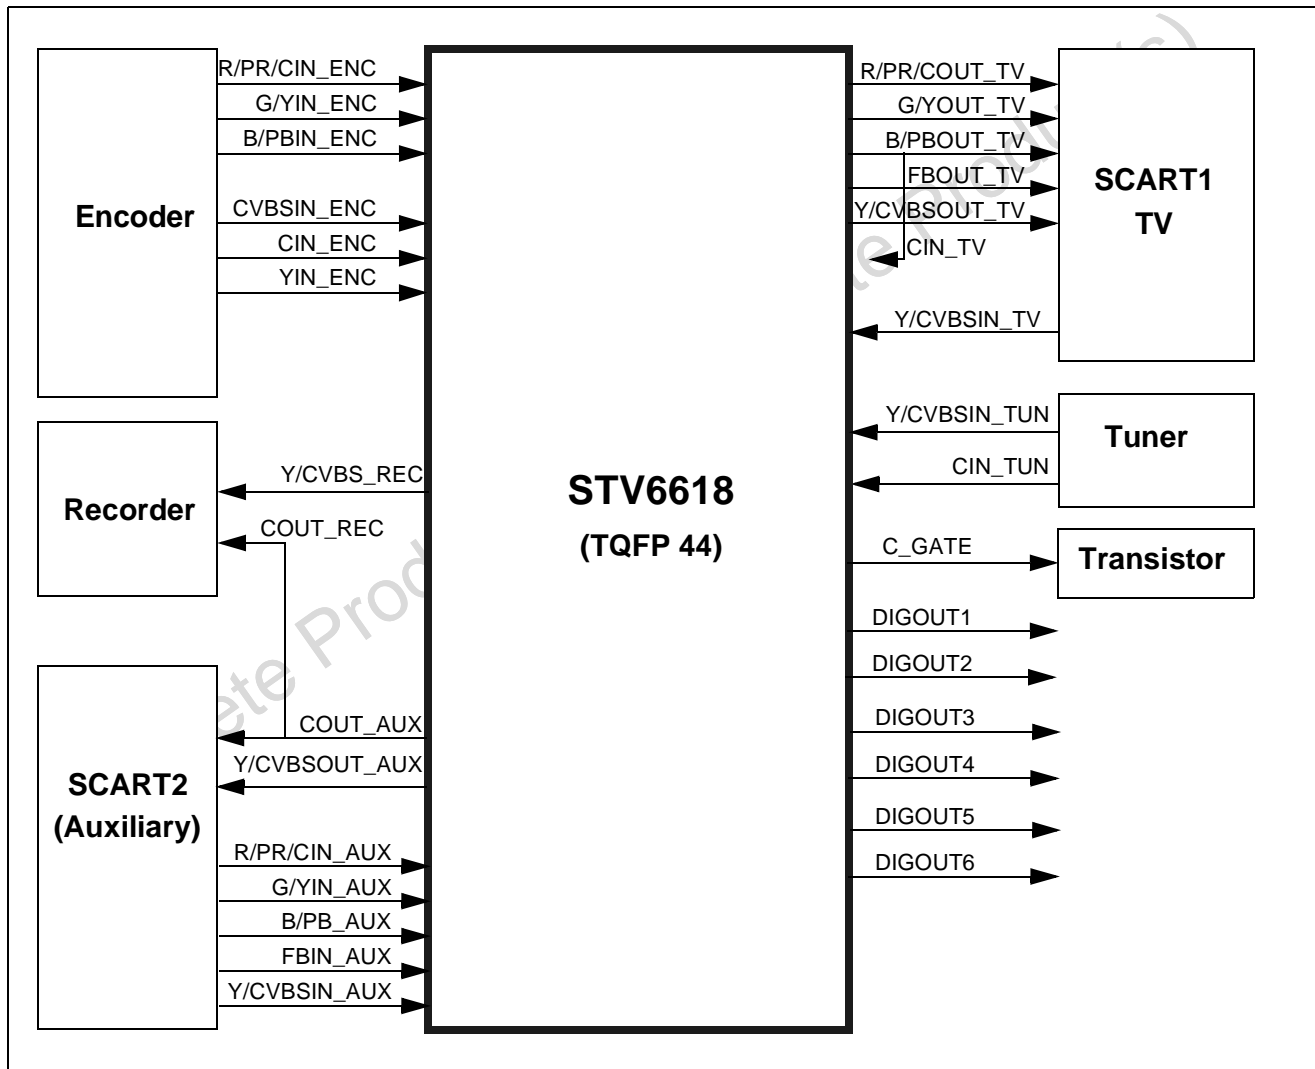 R/PR/CIN_ENC
G/YIN_ENC
B/PBIN_ENC
Encoder
CVBSIN_ENC
CIN_ENC
YIN_ENC
Y/CVBS_REC
Recorder
COUT_REC
COUT_AUX
Y/CVBSOUT_AUX
SCART2
(Auxiliary)
R/PR/CIN_AUX
G/YIN_AUX
B/PB_AUX
FBIN_AUX
Y/CVBSIN_AUX
STV6618
(TQFP 44)
R/PR/COUT_TV
G/YOUT_TV
B/PBOUT_TV
FBOUT_TV
Y/CVBSOUT_TV
CIN_TV
Y/CVBSIN_TV
SCART1
TV
Y/CVBSIN_TUN
CIN_TUN
Tuner
C_GATE
Transistor
DIGOUT1
DIGOUT2
DIGOUT3
DIGOUT4
DIGOUT5
DIGOUT6